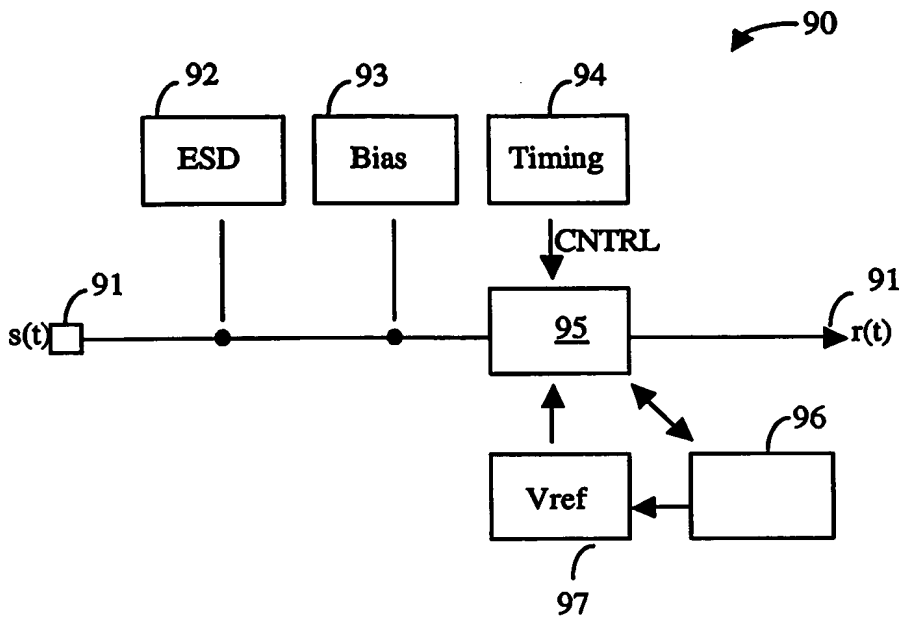 90
92
93
94
ESD
Bias
Timing
CNTRL
91
91
s(t)
95
r(t)
96
Vref
97